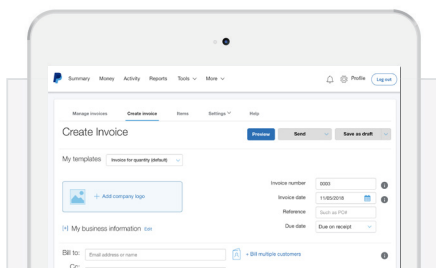 Summary Money Activity Reports Tools More Profile Log out
Manage invoices Create invoice Items Settings Help
Create Invoice Preview Send Save as draft
My templates Invoice for quantity (default)
+ Add company logo
Invoice number 0003
Invoice date 11/03/2018
Reference Such as PO#
Due date Due on receipt
[+] My business information Edit
Bill to: Email address or name + Bill multiple customers
Cc: